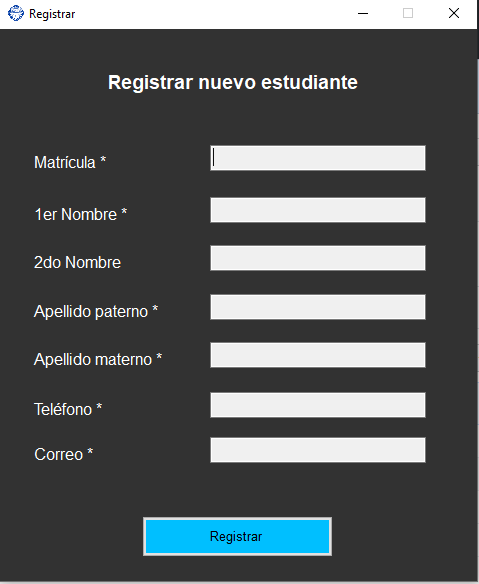 Registrar
Registrar nuevo estudiante
Matrícula *
1er Nombre *
2do Nombre
Apellido paterno *
Apellido materno *
Teléfono *
Correo *
Registrar